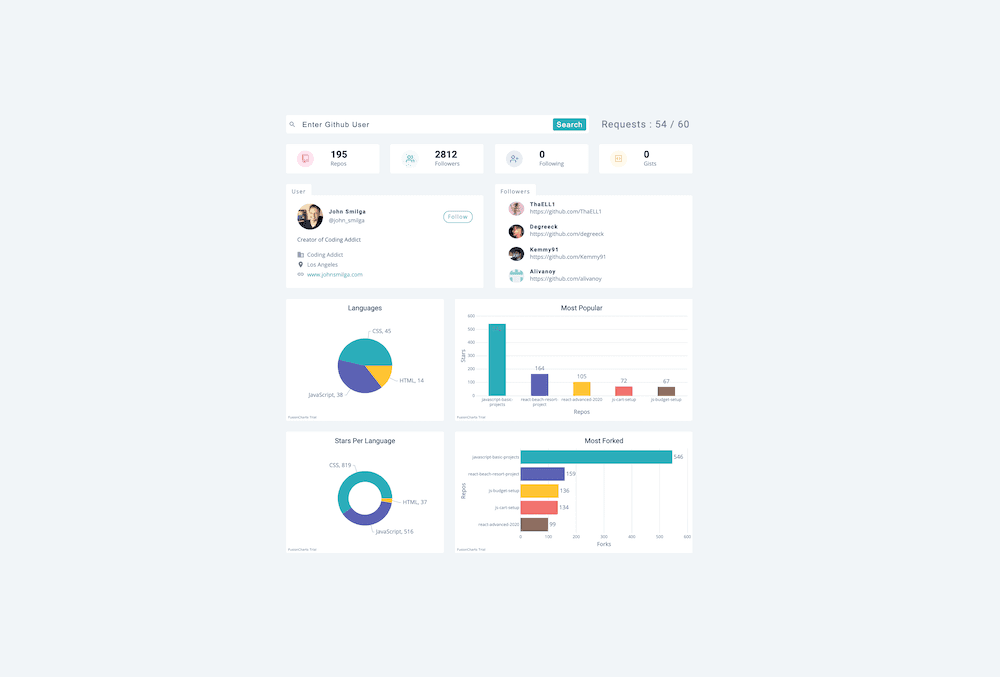 Enter Github User
Search
Requests : 54 / 60
195
Repos
2812
Followers
0
Following
0
Gists
User
John Smilga
@john_smilga
Follow
Creator of Coding Addict
Coding Addict
Los Angeles
www.johnsmilga.com
Followers
ThaELL1
https://github.com/ThaELL1
Degreeck
https://github.com/degreeck
Kemmy91
https://github.com/Kemmy91
Alivanoy
https://github.com/alivanoy
Languages
CSS, 45
HTML, 14
JavaScript, 38
FusionCharts Trial
Most Popular
Stars
600
500
400
300
200
100
0
164
105
72
67
javascript-basic-
projects
react-beach-resort-
project
react-advanced-2020
js-cart-setup
js-budget-setup
Repos
FusionCharts Trial
Stars Per Language
CSS, 819
HTML, 37
JavaScript, 516
FusionCharts Trial
Most Forked
Repos
javascript-basic-projects
546
react-beach-resort-project
159
js-budget-setup
136
js-cart-setup
134
react-advanced-2020
99
0
100
200
300
400
500
600
Forks
FusionCharts Trial